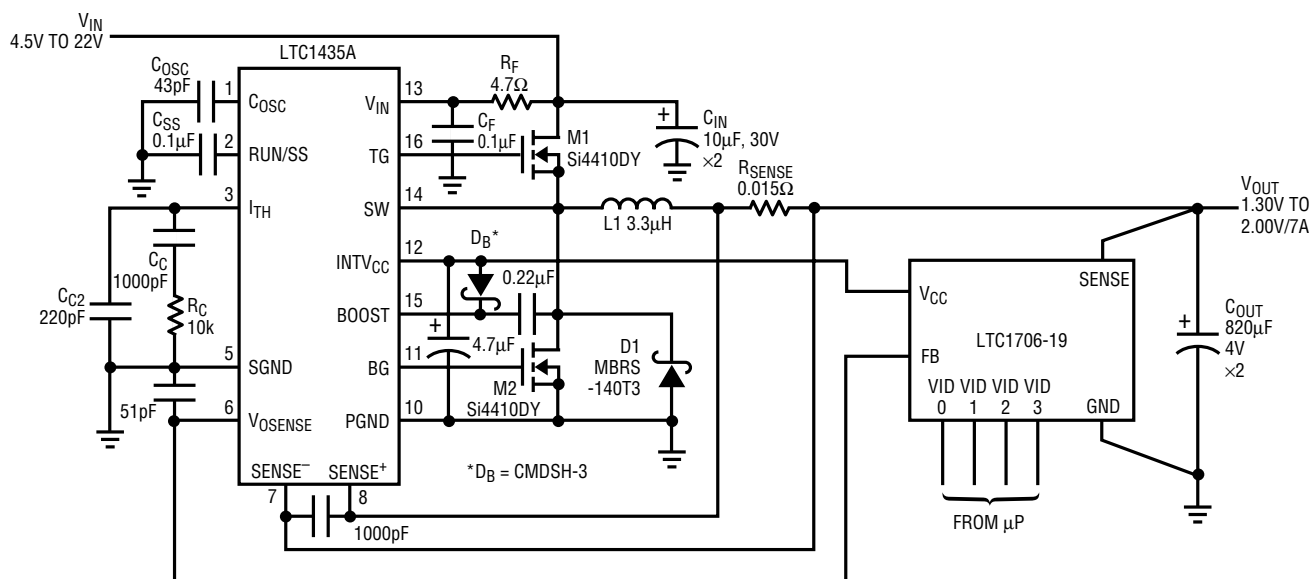 V_IN
4.5V TO 22V
LTC1435A
C_OSC
43pF
1
C_OSC
C_SS
0.1µF
2
RUN/SS
3
I_TH
C_C
1000pF
C_C2
220pF
R_C
10k
5
SGND
51pF
6
V_OSENSE
SENSE⁻
7
SENSE⁺
8
1000pF
13
V_IN
16
TG
14
SW
12
INTV_CC
15
BOOST
11
BG
10
PGND
R_F
4.7Ω
C_F
0.1µF
M1
Si4410DY
+
C_IN
10µF, 30V
×2
L1 3.3µH
R_SENSE
0.015Ω
V_OUT
1.30V TO
2.00V/7A
D_B*
0.22µF
+
4.7µF
M2
Si4410DY
D1
MBRS
-140T3
*D_B = CMDSH-3
V_CC
SENSE
LTC1706-19
FB
VID VID VID VID
0 1 2 3
GND
FROM µP
+
C_OUT
820µF
4V
×2